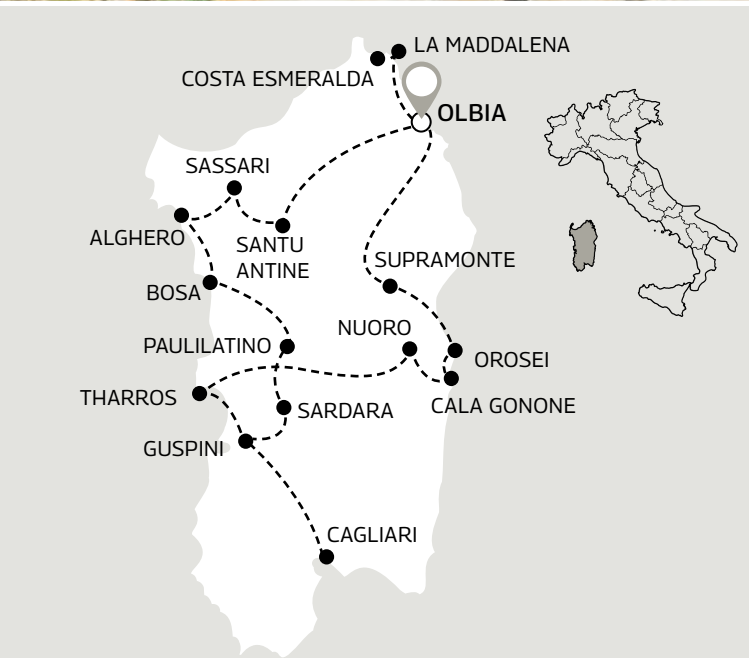 LA MADDALENA
COSTA ESMERALDA
OLBIA
SASSARI
ALGHERO
SANTU
ANTINE
SUPRAMONTE
BOSA
NUORO
PAULILATINO
OROSEI
THARROS
SARDARA
CALA GONONE
GUSPINI
CAGLIARI